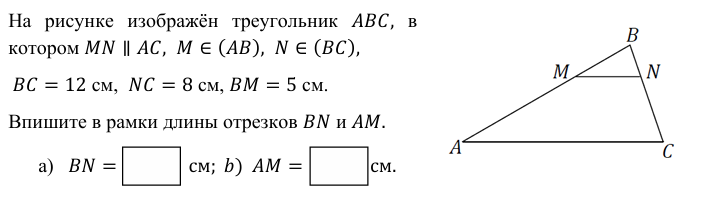 На рисунке изображён треугольник ABC, в
котором MN ∥ AC, M ∈ (AB), N ∈ (BC),
BC = 12 см, NC = 8 см, BM = 5 см.
Впишите в рамки длины отрезков BN и AM.
a) BN = см; b) AM = см.
B
M
N
A
C